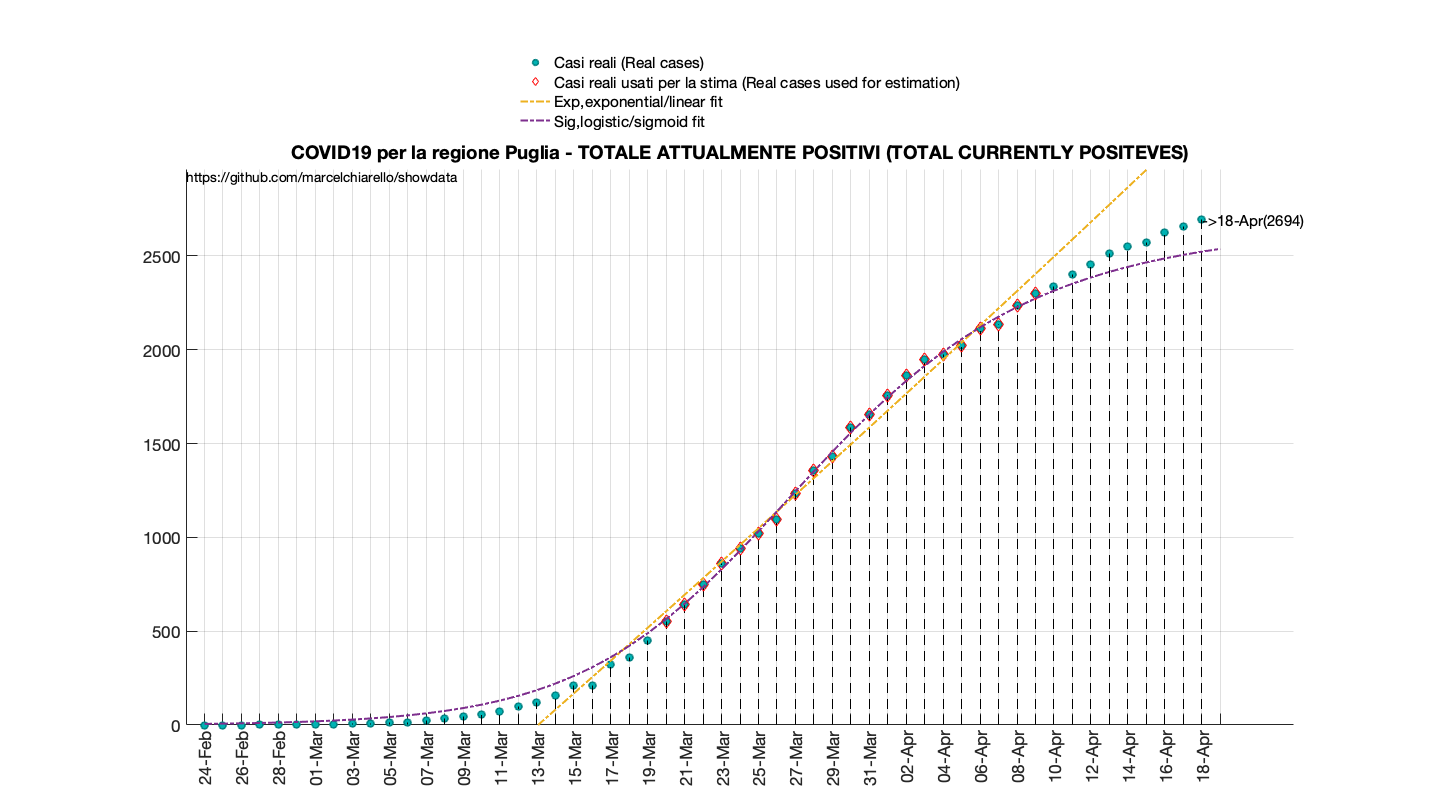 Casi reali (Real cases)
Casi reali usati per la stima (Real cases used for estimation)
Exp,exponential/linear fit
Sig,logistic/sigmoid fit
COVID19 per la regione Puglia - TOTALE ATTUALMENTE POSITIVI (TOTAL CURRENTLY POSITEVES)
https://github.com/marcelchiarello/showdata
->18-Apr(2694)
2500
2000
1500
1000
500
0
24-Feb
26-Feb
28-Feb
01-Mar
03-Mar
05-Mar
07-Mar
09-Mar
11-Mar
13-Mar
15-Mar
17-Mar
19-Mar
21-Mar
23-Mar
25-Mar
27-Mar
29-Mar
31-Mar
02-Apr
04-Apr
06-Apr
08-Apr
10-Apr
12-Apr
14-Apr
16-Apr
18-Apr